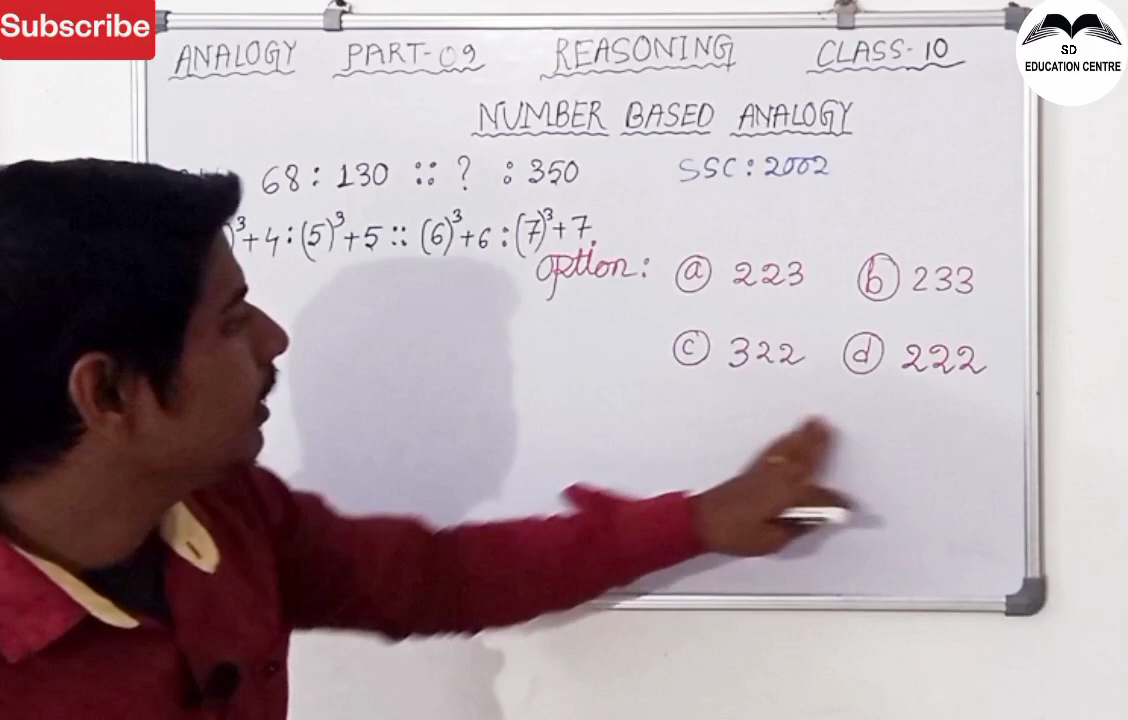 Subscribe
SD
EDUCATION CENTRE
ANALOGY PART-09 REASONING CLASS-10
NUMBER BASED ANALOGY
68 : 130 :: ? : 350 SSC : 2002
)³+4 : (5)³+5 :: (6)³+6 : (7)³+7.
option : (a) 223 (b) 233
(c) 322 (d) 222